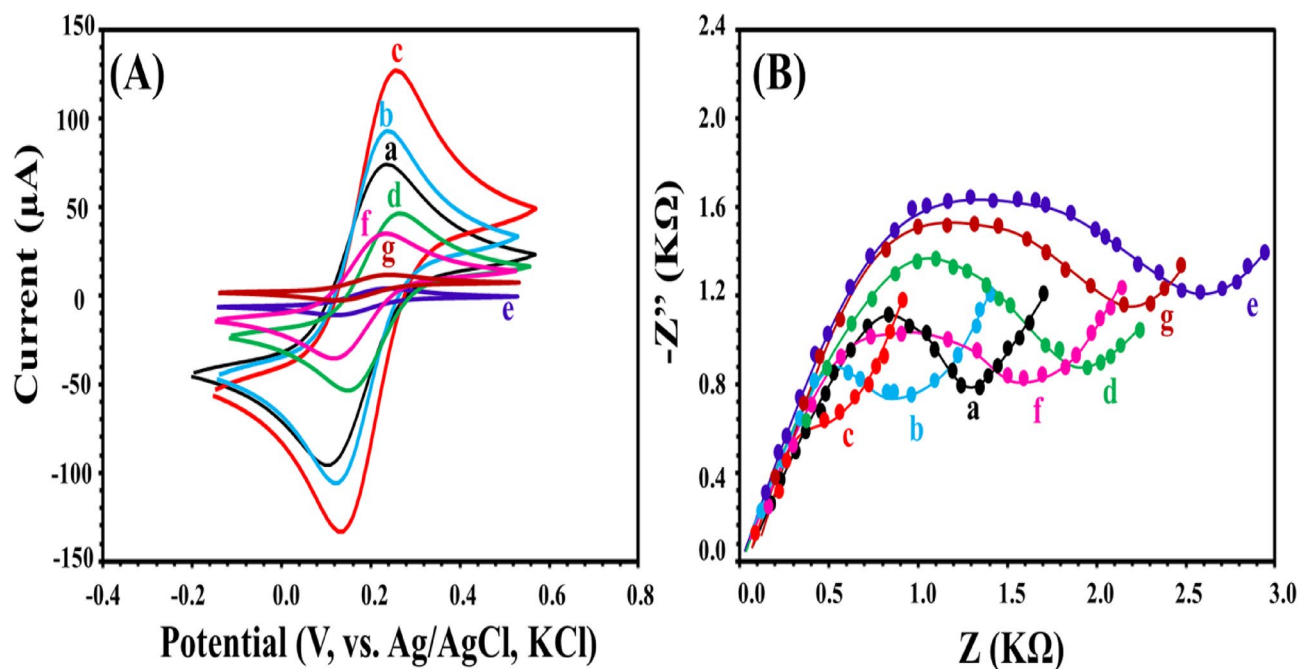 (A)
150
100
50
0
-50
-100
-150
Current (µA)
c
b
a
d
f
g
e
-0.4
-0.2
0.0
0.2
0.4
0.6
0.8
Potential (V, vs. Ag/AgCl, KCl)
(B)
2.4
2.0
1.6
1.2
0.8
0.4
0.0
-Z’’ (KΩ)
e
g
d
f
a
b
c
0.0
0.5
1.0
1.5
2.0
2.5
3.0
Z (KΩ)